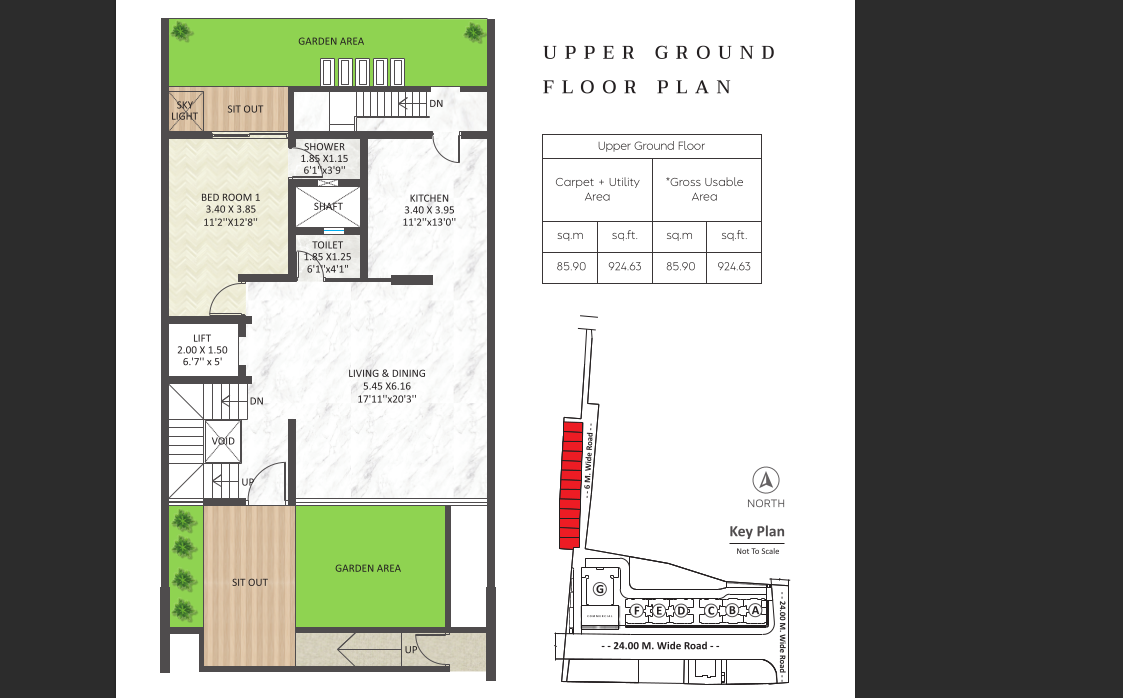 GARDEN AREA
SKY
LIGHT
SIT OUT
DN
SHOWER
1.85 X1.15
6'1''x3'9''
BED ROOM 1
3.40 X 3.85
11'2''X12'8''
SHAFT
KITCHEN
3.40 X 3.95
11'2''x13'0''
TOILET
1.85 X1.25
6'1''x4'1''
LIFT
2.00 X 1.50
6.'7'' x 5'
LIVING & DINING
5.45 X6.16
17'11''x20'3''
DN
VOID
UP
SIT OUT
GARDEN AREA
UP
UPPER GROUND
FLOOR PLAN
Upper Ground Floor
Carpet + Utility
Area
*Gross Usable
Area
sq.m sq.ft. sq.m sq.ft.
85.90 924.63 85.90 924.63
- - 6 M. Wide Road - -
NORTH
Key Plan
Not To Scale
G
F E D C B A
- - 24.00 M. Wide Road - -
- - 24.00 M. Wide Road - -